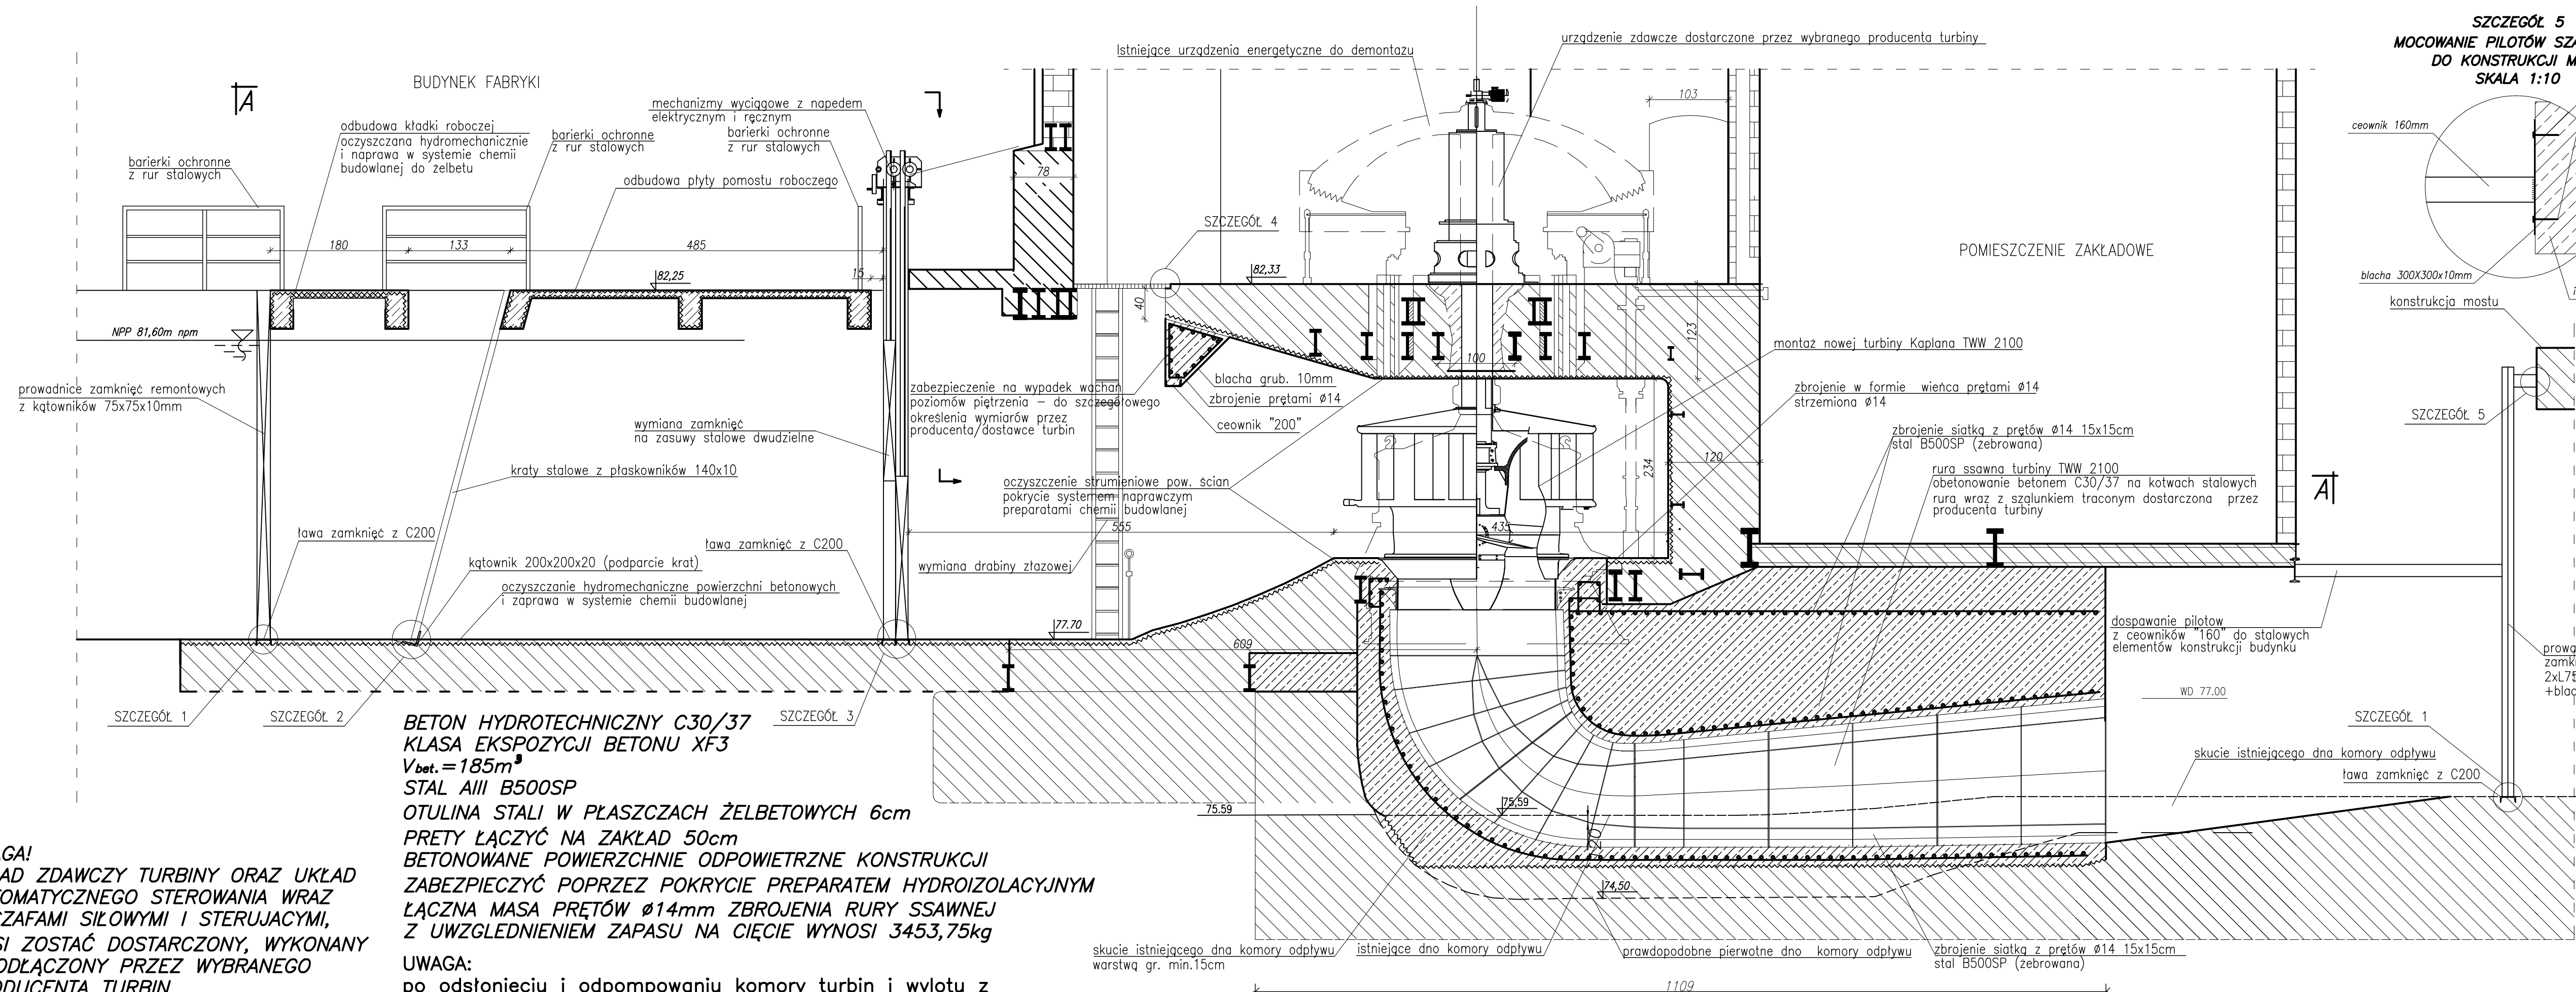 SZCZEGÓŁ 5
MOCOWANIE PILOTÓW
DO KONSTRUKCJI
SKALA 1:10
BUDYNEK FABRYKI
A
Istniejące urządzenia energetyczne do demontażu
urządzenie zdawcze dostarczone przez wybranego producenta turbiny
mechanizmy wyciągowe z napedem
elektrycznym i ręcznym
odbudowa kładki roboczej
oczyszczana hydromechanicznie
i naprawa w systemie chemii
budowlanej do żelbetu
barierki ochronne
z rur stalowych
barierki ochronne
z rur stalowych
barierki ochronne
z rur stalowych
odbudowa płyty pomostu roboczego
103
78
ceownik 160mm
SZCZEGÓŁ 4
POMIESZCZENIE ZAKŁADOWE
180
133
485
15
82,25
82,33
blacha 300X300x10mm
konstrukcja mostu
40
123
NPP 81,60m npm
100
montaż nowej turbiny Kaplana TWW 2100
prowadnice zamknięć remontowych
z kątowników 75x75x10mm
zabezpieczenie na wypadek wachań
poziomów piętrzenia – do szczegółowego
określenia wymiarów przez
producenta/dostawce turbin
blacha grub. 10mm
zbrojenie prętami ø14
ceownik "200"
zbrojenie w formie wieńca prętami ø14
strzemiona ø14
SZCZEGÓŁ 5
wymiana zamknięć
na zasuwy stalowe dwudzielne
zbrojenie siatką z prętów ø14 15x15cm
stal B500SP (żebrowana)
kraty stalowe z płaskowników 140x10
234
120
rura ssawna turbiny TWW 2100
obetonowanie betonem C30/37 na kotwach stalowych
rura wraz z szalunkiem traconym dostarczona przez
producenta turbiny
A
oczyszczenie strumieniowe pow. ścian
pokrycie systemem naprawczym
preparatami chemii budowlanej
555
435
ława zamknięć z C200
ława zamknięć z C200
kątownik 200x200x20 (podparcie krat)
wymiana drabiny złazowej
oczyszczanie hydromechaniczne powierzchni betonowych
i zaprawa w systemie chemii budowlanej
77.70
609
dospawanie pilotow
z ceowników "160" do stalowych
elementów konstrukcji budynku
2xL75
WD 77.00
SZCZEGÓŁ 1
SZCZEGÓŁ 2
SZCZEGÓŁ 3
SZCZEGÓŁ 1
BETON HYDROTECHNICZNY C30/37
KLASA EKSPOZYCJI BETONU XF3
Vbet.=185m³
STAL AIII B500SP
OTULINA STALI W PŁASZCZACH ŻELBETOWYCH 6cm
PRETY ŁĄCZYĆ NA ZAKŁAD 50cm
BETONOWANE POWIERZCHNIE ODPOWIETRZNE KONSTRUKCJI
ZABEZPIECZYĆ POPRZEZ POKRYCIE PREPARATEM HYDROIZOLACYJNYM
ŁĄCZNA MASA PRĘTÓW ø14mm ZBROJENIA RURY SSAWNEJ
Z UWZGLEDNIENIEM ZAPASU NA CIĘCIE WYNOSI 3453,75kg
UWAGA:
po odsłonięciu i odpompowaniu komory turbin i wylotu z
skucie istniejącego dna komory odpływu
ława zamknięć z C200
75.59
75,59
20
74,50
ZDAWCZY TURBINY ORAZ UKŁAD
STEROWANIA WRAZ
SIŁOWYMI I STERUJACYMI,
ZOSTAĆ DOSTARCZONY, WYKONANY
PRZEZ WYBRANEGO
TURBIN
skucie istniejącego dna komory odpływu
warstwą gr. min.15cm
istniejące dno komory odpływu
prawdopodobne pierwotne dno komory odpływu
zbrojenie siatką z prętów ø14 15x15cm
stal B500SP (żebrowana)
1109